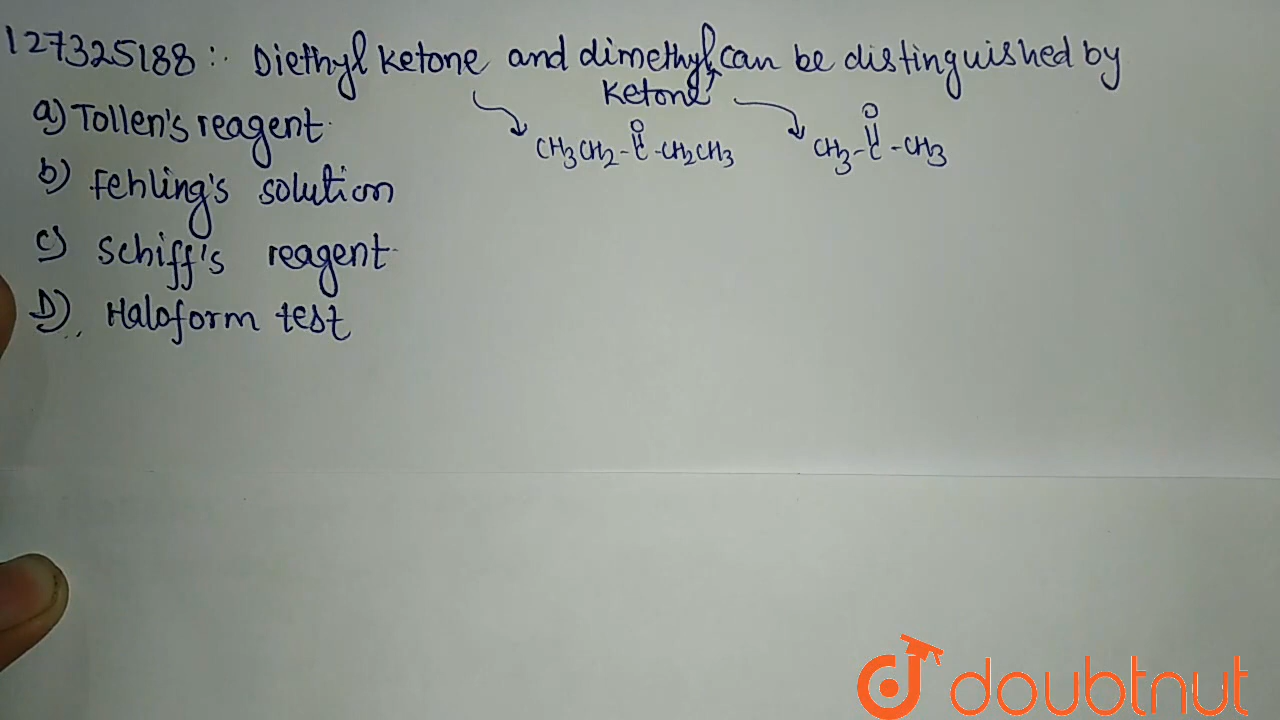 127325188:. Diethyl ketone and dimethyl ketone can be distinguished by
CH3CH2-C-CH2CH3
O
CH3-C-CH3
O
a) Tollen's reagent.
b) Fehling's solution
c) Schiff's reagent.
D). Haloform test
doubtnut